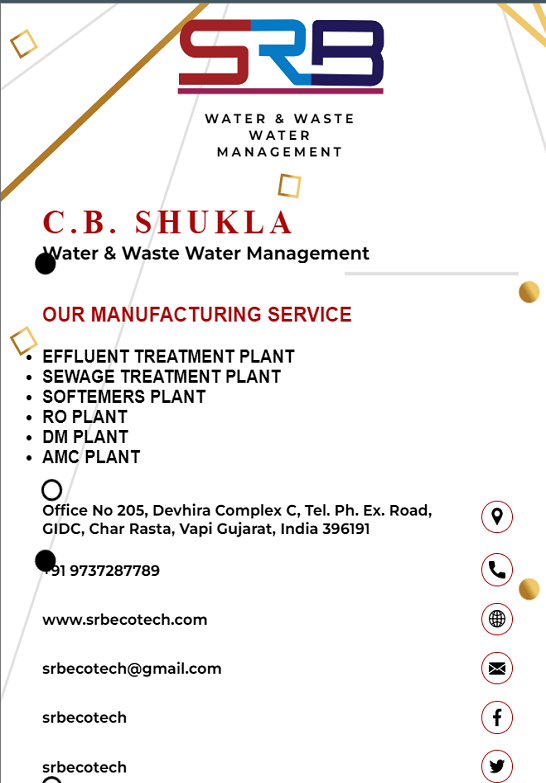 SRB
WATER & WASTE
WATER
MANAGEMENT
C.B. SHUKLA
Water & Waste Water Management
OUR MANUFACTURING SERVICE
EFFLUENT TREATMENT PLANT
SEWAGE TREATMENT PLANT
SOFTEMERS PLANT
RO PLANT
DM PLANT
AMC PLANT
Office No 205, Devhira Complex C, Tel. Ph. Ex. Road,
GIDC, Char Rasta, Vapi Gujarat, India 396191
+91 9737287789
www.srbecotech.com
srbecotech@gmail.com
srbecotech
srbecotech